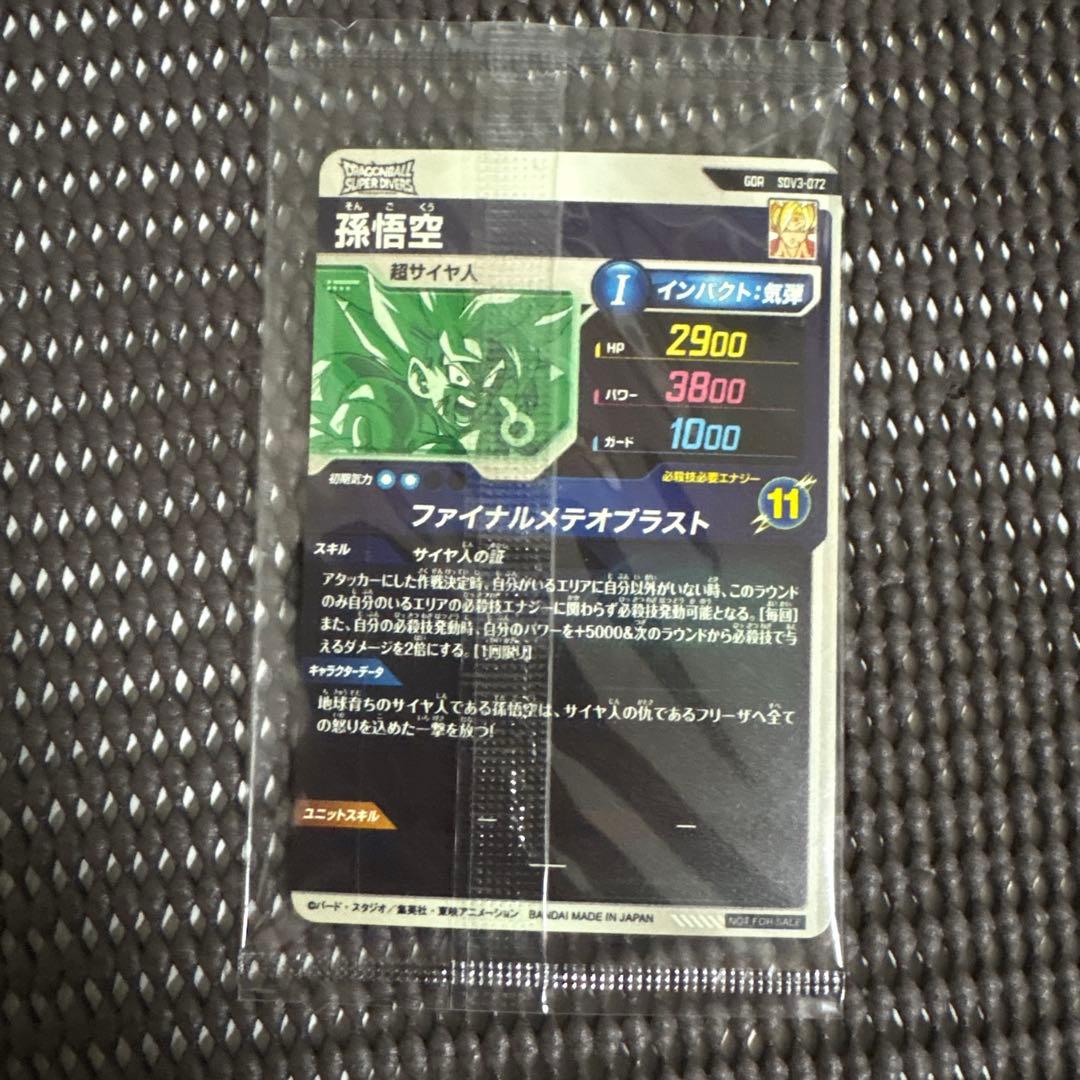 DRAGONBALL
SUPER DIVERS
GDR SDV3-072
そん ご くう
孫悟空
超サイヤ人
I インパクト:気弾
HP 2900
パワー 3800
ガード 1000
初期気力
必殺技必要エナジー
11
ファイナルメテオブラスト
スキル サイヤ人の証
アタッカーにした作戦決定時、自分がいるエリアに自分以外がいない時、このラウンド
のみ自分のいるエリアの必殺技エナジーに関わらず必殺技発動可能となる。[毎回]
また、自分の必殺技発動時、自分のパワーを+5000&次のラウンドから必殺技で与
えるダメージを2倍にする。[1回限り]
キャラクターデータ
地球育ちのサイヤ人である孫悟空は、サイヤ人の仇であるフリーザへ全て
の怒りを込めた一撃を放つ!
ユニットスキル
©バード・スタジオ/集英社・東映アニメーション BANDAI MADE IN JAPAN
NOT FOR SALE